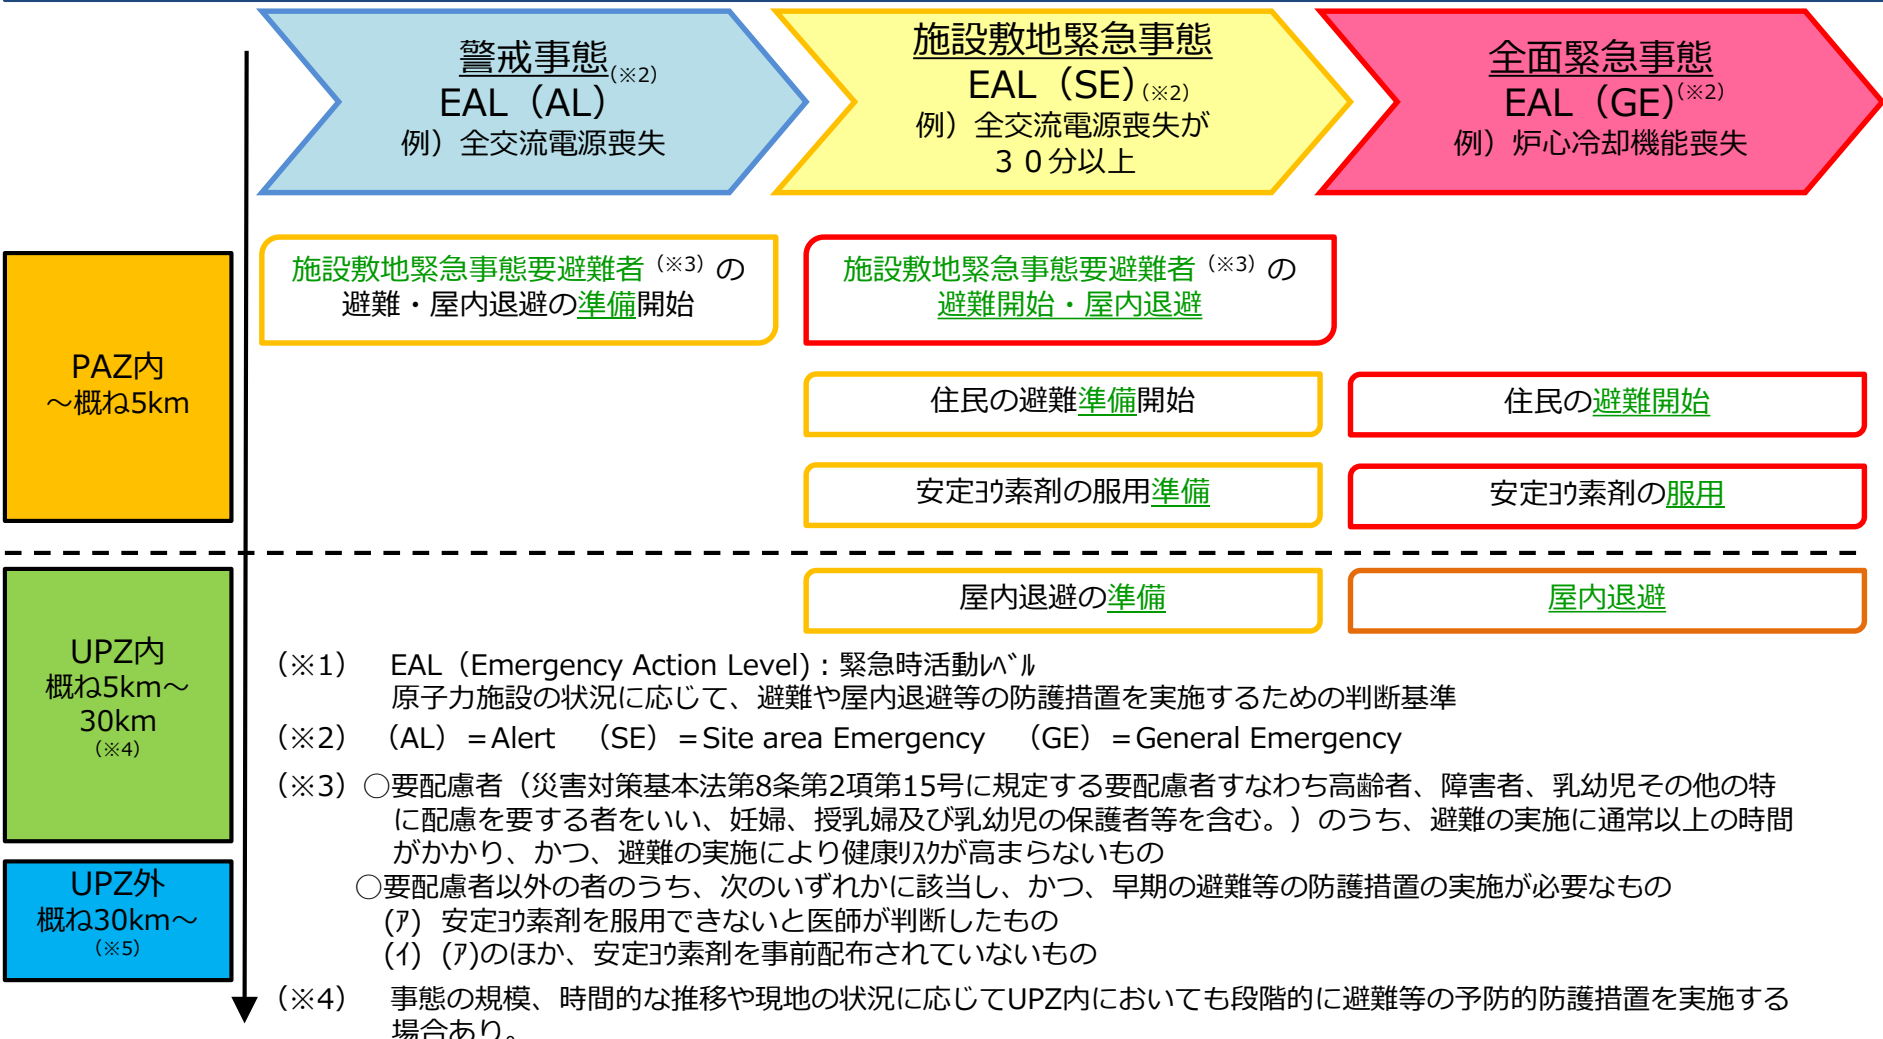 警戒事態(※2)
EAL（AL）
例）全交流電源喪失
施設敷地緊急事態
EAL（SE）(※2)
例）全交流電源喪失が
３０分以上
全面緊急事態
EAL（GE)(※2)
例）炉心冷却機能喪失
PAZ内
～概ね5km
施設敷地緊急事態要避難者（※3）の
避難・屋内退避の準備開始
施設敷地緊急事態要避難者（※3）の
避難開始・屋内退避
住民の避難準備開始
住民の避難開始
安定ﾖｳ素剤の服用準備
安定ﾖｳ素剤の服用
UPZ内
概ね5km～
30km
（※4）
屋内退避の準備
屋内退避
UPZ外
概ね30km～
（※5）
（※1） EAL（Emergency Action Level)：緊急時活動ﾚﾍﾞﾙ
原子力施設の状況に応じて、避難や屋内退避等の防護措置を実施するための判断基準
（※2） （AL）＝Alert （SE）＝Site area Emergency （GE）＝General Emergency
（※3）○要配慮者（災害対策基本法第8条第2項第15号に規定する要配慮者すなわち高齢者、障害者、乳幼児その他の特
に配慮を要する者をいい、妊婦、授乳婦及び乳幼児の保護者等を含む。）のうち、避難の実施に通常以上の時間
がかかり、かつ、避難の実施により健康ﾘｽｸが高まらないもの
○要配慮者以外の者のうち、次のいずれかに該当し、かつ、早期の避難等の防護措置の実施が必要なもの
(ｱ) 安定ﾖｳ素剤を服用できないと医師が判断したもの
(ｲ) (ｱ)のほか、安定ﾖｳ素剤を事前配布されていないもの
（※4） 事態の規模、時間的な推移や現地の状況に応じてUPZ内においても段階的に避難等の予防的防護措置を実施する
場合あり。